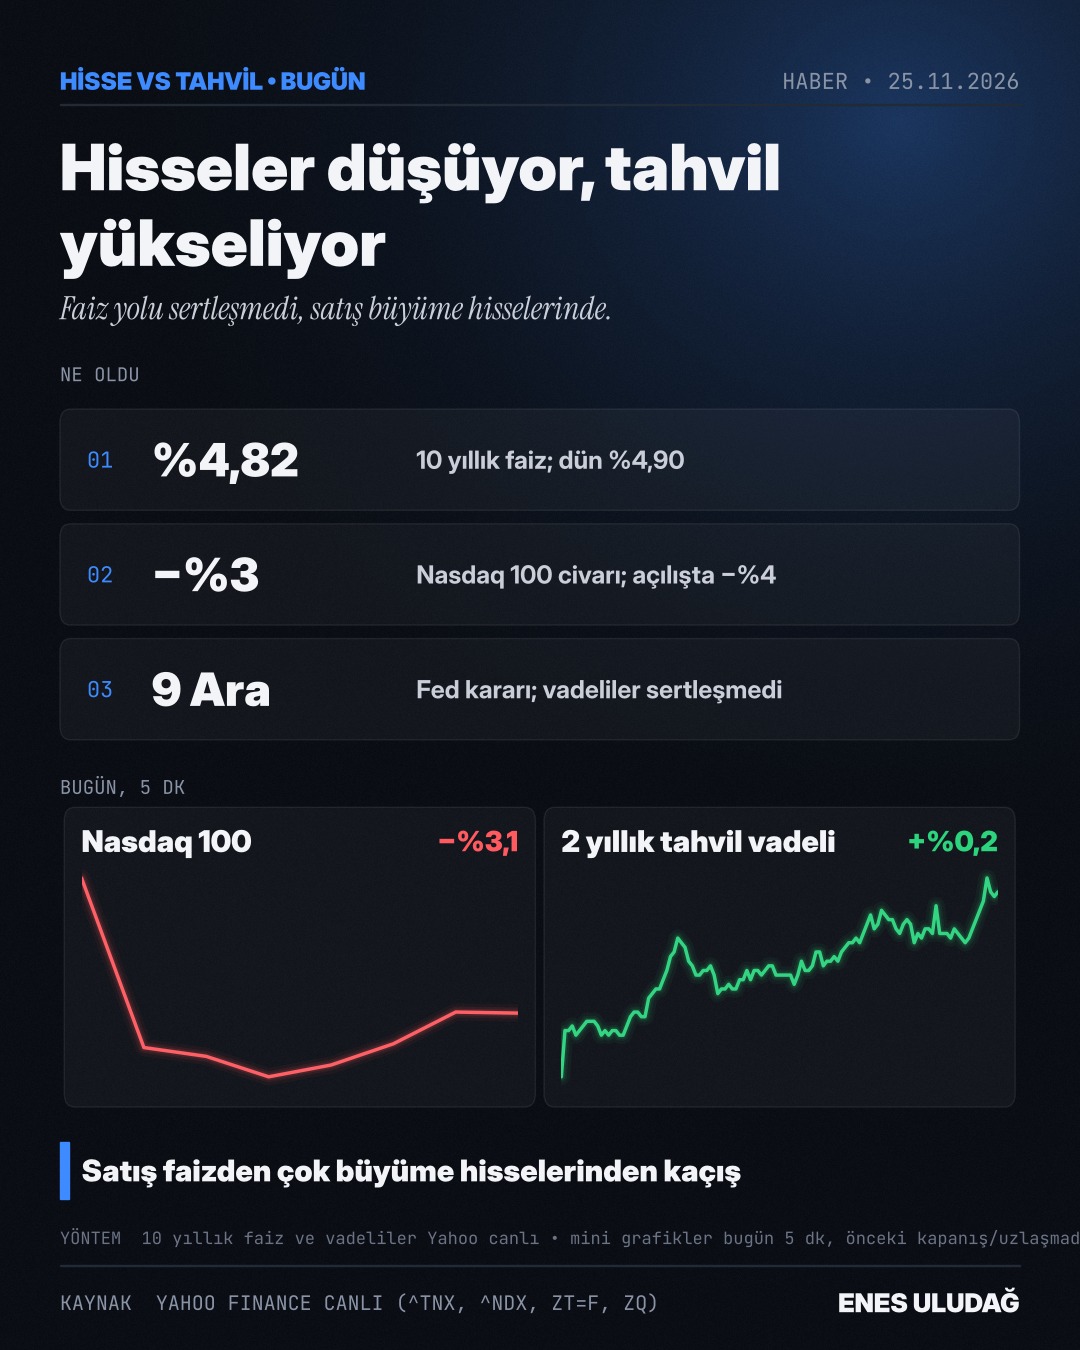 HİSSE VS TAHVİL • BUGÜN
HABER • 25.11.2026
Hisseler düşüyor, tahvil
yükseliyor
Faiz yolu sertleşmedi, satış büyüme hisselerinde.
NE OLDU
01 %4,82 10 yıllık faiz; dün %4,90
02 −%3 Nasdaq 100 civarı; açılışta −%4
03 9 Ara Fed kararı; vadeliler sertleşmedi
BUGÜN, 5 DK
Nasdaq 100 −%3,1
2 yıllık tahvil vadeli +%0,2
Satış faizden çok büyüme hisselerinden kaçış
YÖNTEM 10 yıllık faiz ve vadeliler Yahoo canlı • mini grafikler bugün 5 dk, önceki kapanış/uzlaşmad
KAYNAK YAHOO FINANCE CANLI (^TNX, ^NDX, ZT=F, ZQ)
ENES ULUDAĞ